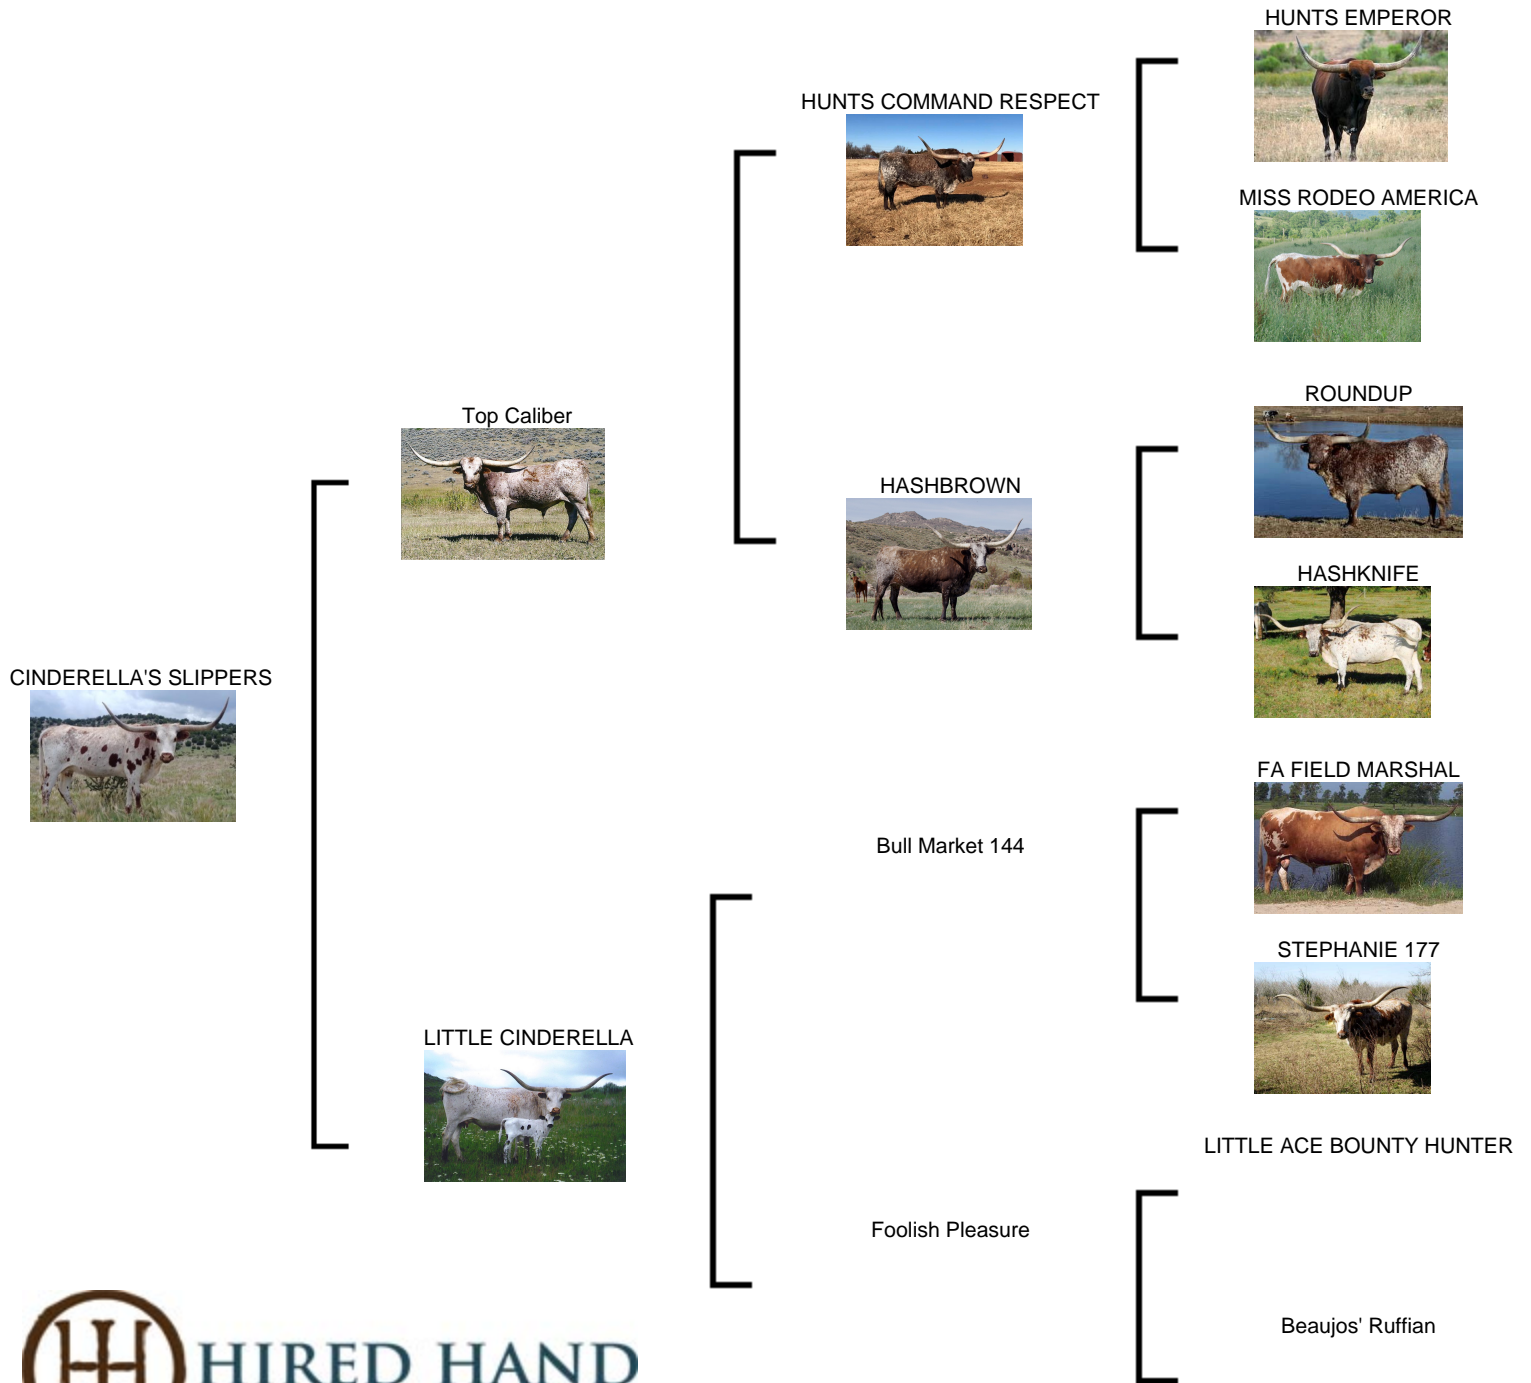 HUNTS EMPEROR
HUNTS COMMAND RESPECT
MISS RODEO AMERICA
Top Caliber
ROUNDUP
HASHBROWN
HASHKNIFE
CINDERELLA'S SLIPPERS
FA FIELD MARSHAL
Bull Market 144
STEPHANIE 177
LITTLE CINDERELLA
LITTLE ACE BOUNTY HUNTER
Foolish Pleasure
Beaujos' Ruffian
HIRED HAND